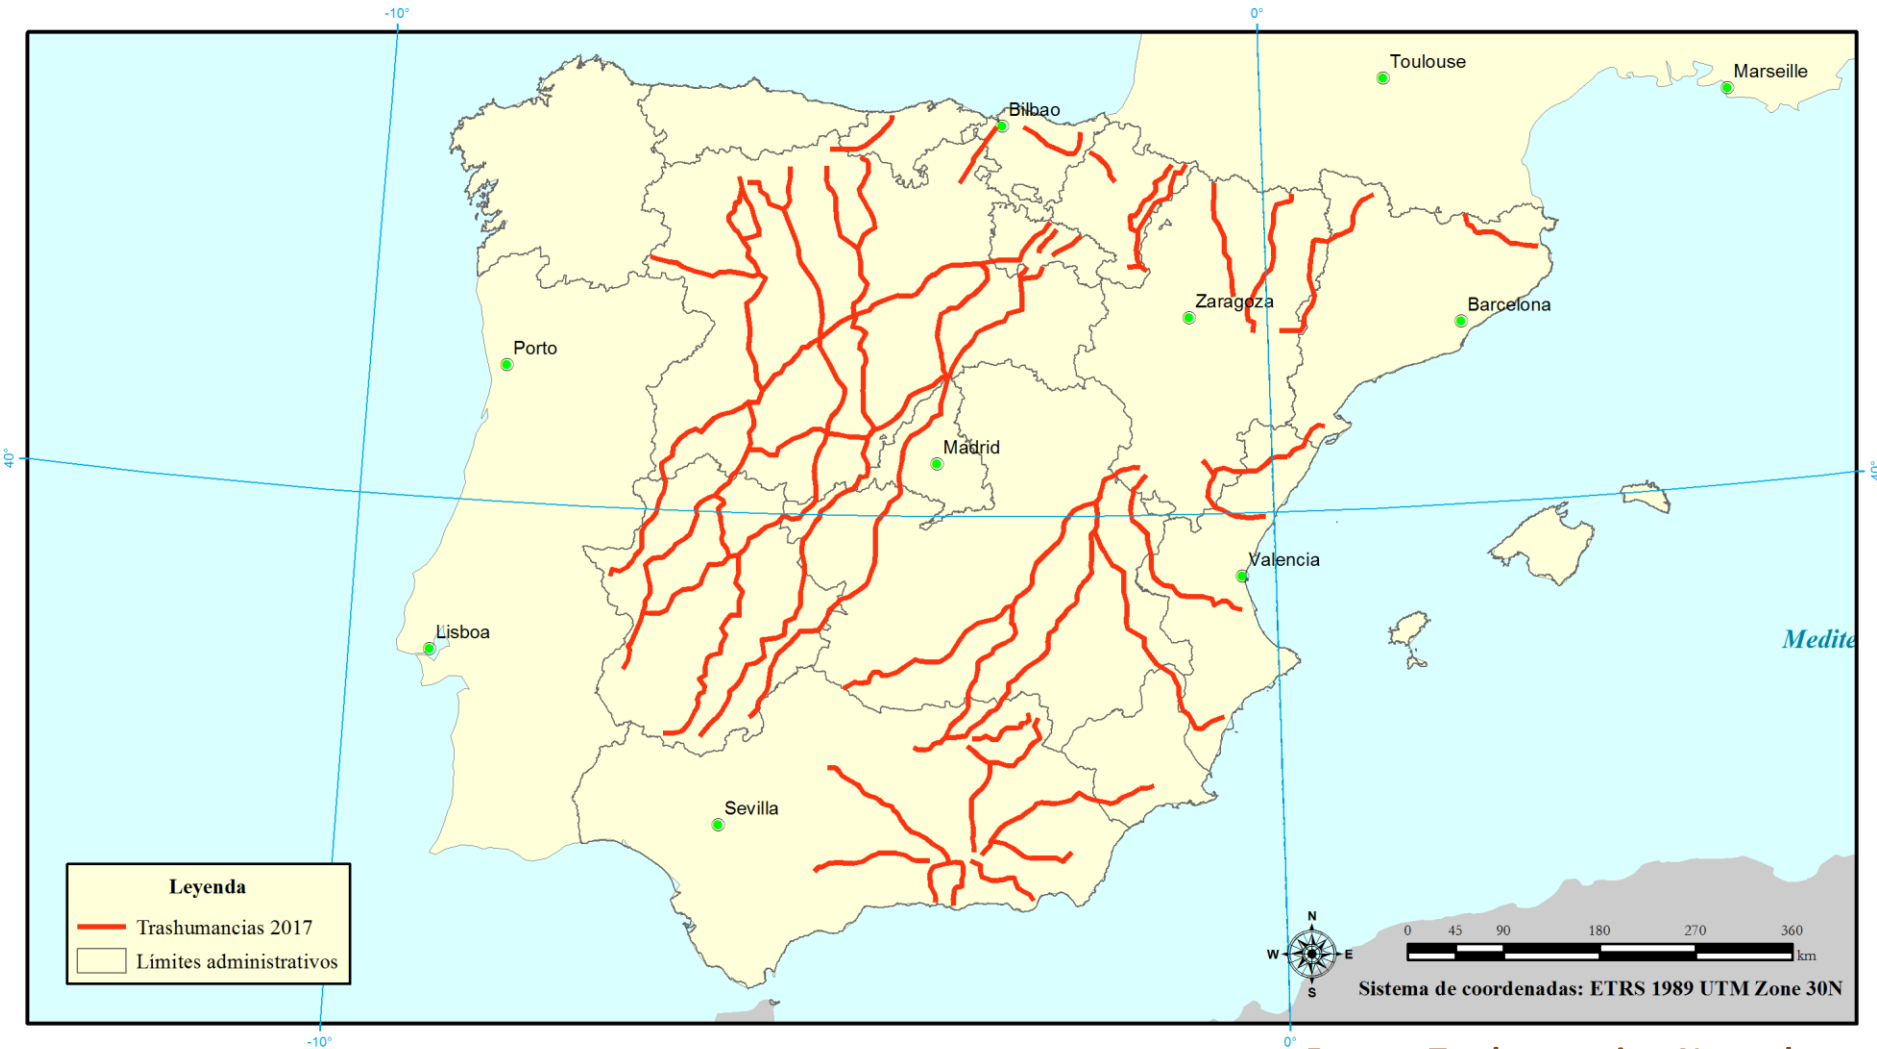 -10°
0°
Toulouse
Marseille
Bilbao
Zaragoza
Barcelona
Porto
40°
Madrid
40°
Valencia
Lisboa
Medite
Sevilla
Leyenda
Trashumancias 2017
Límites administrativos
N
W E
S
0 45 90 180 270 360
km
Sistema de coordenadas: ETRS 1989 UTM Zone 30N
-10°
0°